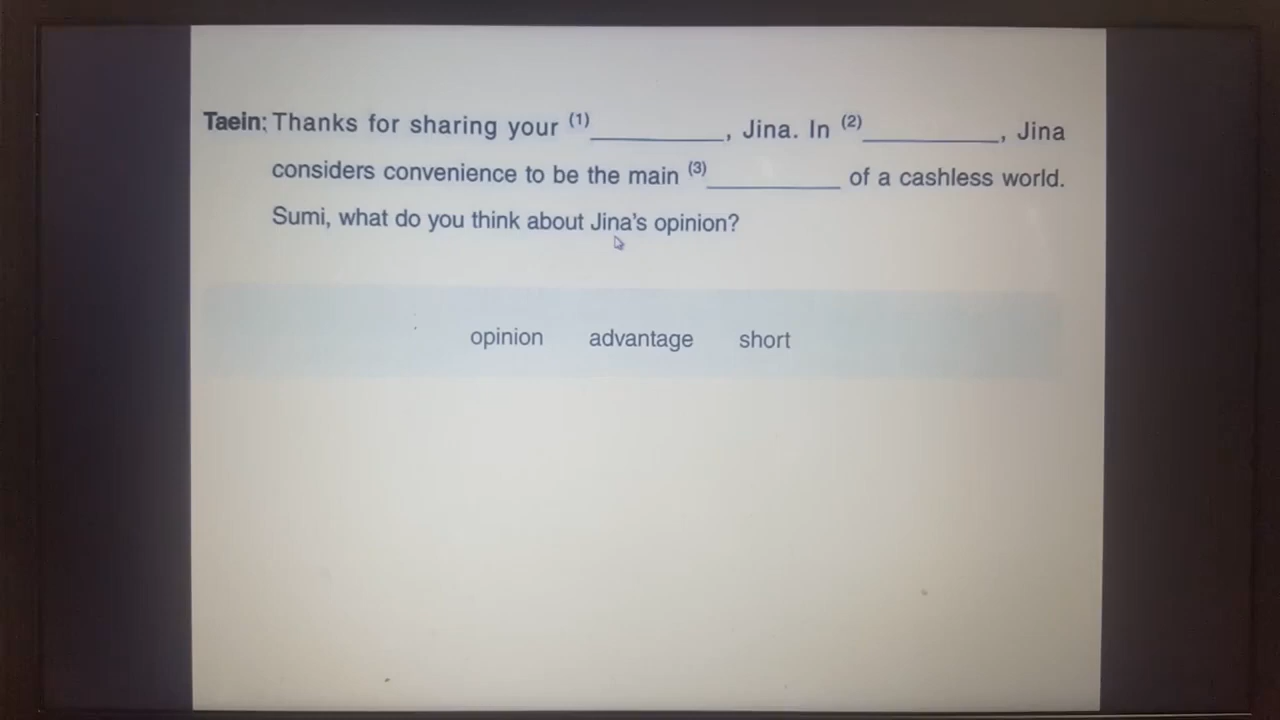 Taein: Thanks for sharing your (1)__________, Jina. In (2)__________, Jina
considers convenience to be the main (3)__________ of a cashless world.
Sumi, what do you think about Jina's opinion?
opinion advantage short